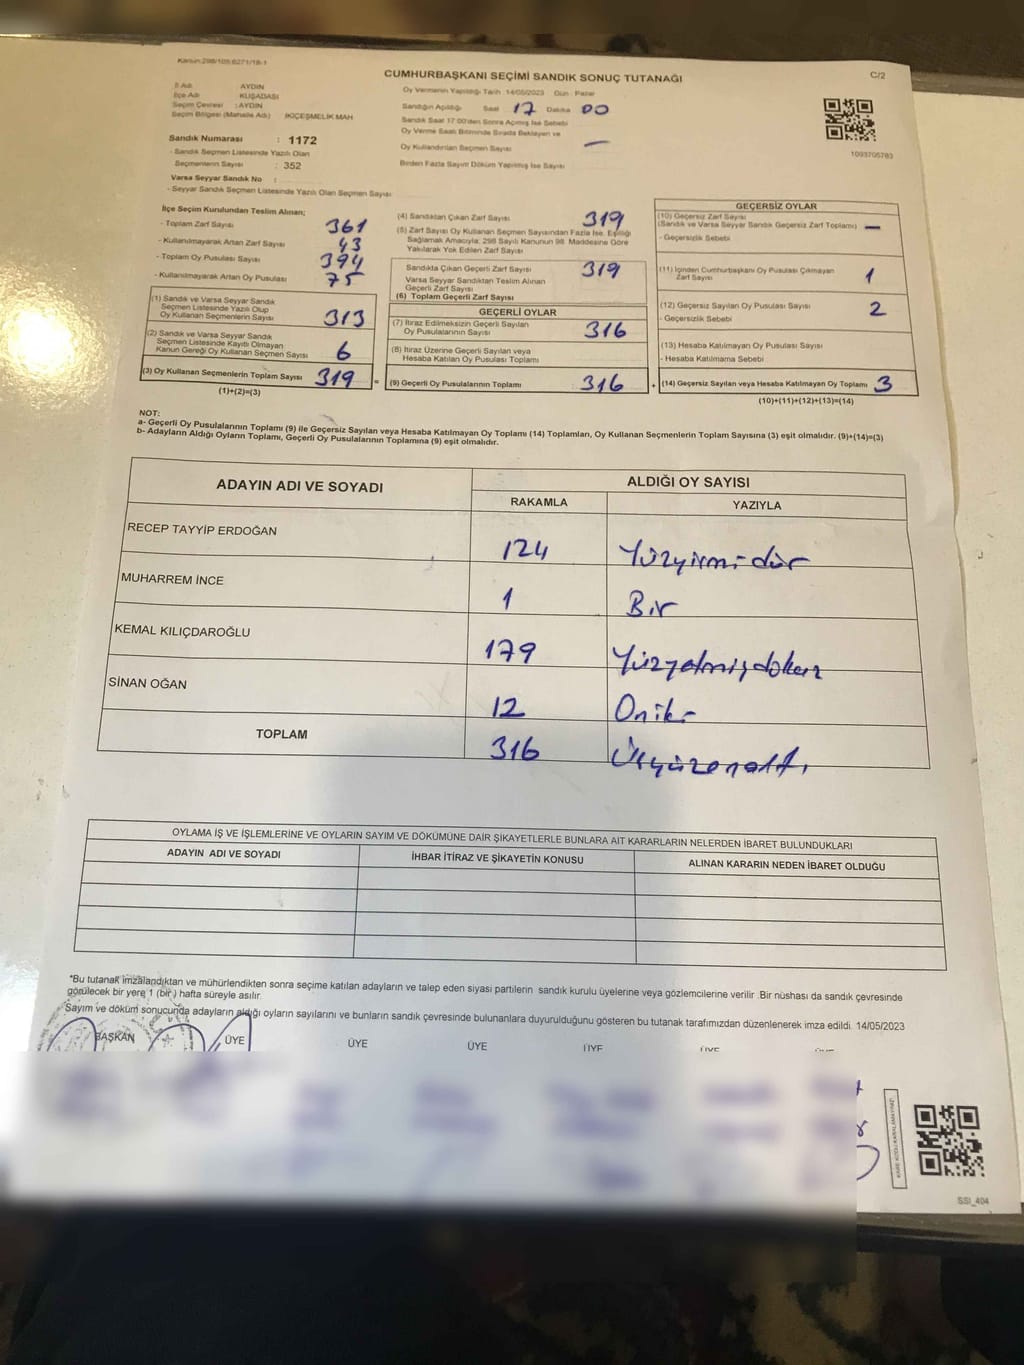 Kanun:298/105;6271/18-1
CUMHURBAŞKANI SEÇİMİ SANDIK SONUÇ TUTANAĞI
C/2
İl Adı AYDIN
İlçe Adı KUŞADASI
Seçim Çevresi : AYDIN
Seçim Bölgesi (Mahalle Adı) İKİÇEŞMELİK MAH
Oy Vermenin Yapıldığı Tarih 14/05/2023 Gün Pazar
Sandığın Açıldığı Saat 17 Dakika 00
Sandık Saat 17:00'den Sonra Açılmış İse Sebebi
Oy Verme Saati Bitiminde Sırada Bekleyen ve
Oy Kullandırılan Seçmen Sayısı —
Birden Fazla Sayım Döküm Yapılmış İse Sayısı
1093705783
Sandık Numarası : 1172
- Sandık Seçmen Listesinde Yazılı Olan
Seçmenlerin Sayısı : 352
Varsa Seyyar Sandık No :
- Seyyar Sandık Seçmen Listesinde Yazılı Olan Seçmen Sayısı
İlçe Seçim Kurulundan Teslim Alınan;
- Toplam Zarf Sayısı 361
- Kullanılmayarak Artan Zarf Sayısı 43
- Toplam Oy Pusulası Sayısı 394
- Kullanılmayarak Artan Oy Pusulası 75
(1) Sandık ve Varsa Seyyar Sandık
Seçmen Listesinde Yazılı Olup
Oy Kullanan Seçmenlerin Sayısı 313
(2) Sandık ve Varsa Seyyar Sandık
Seçmen Listesinde Kayıtlı Olmayan
Kanun Gereği Oy Kullanan Seçmen Sayısı 6
(3) Oy Kullanan Seçmenlerin Toplam Sayısı 319 =
(1)+(2)=(3)
(4) Sandıktan Çıkan Zarf Sayısı 319
(5) Zarf Sayısı Oy Kullanan Seçmen Sayısından Fazla İse, Eşitliği
Sağlamak Amacıyla; 298 Sayılı Kanunun 98. Maddesine Göre
Yakılarak Yok Edilen Zarf Sayısı
Sandıkta Çıkan Geçerli Zarf Sayısı 319
Varsa Seyyar Sandıktan Teslim Alınan
Geçerli Zarf Sayısı
(6) Toplam Geçerli Zarf Sayısı
GEÇERLİ OYLAR
(7) İtiraz Edilmeksizin Geçerli Sayılan
Oy Pusulalarının Sayısı 316
(8) İtiraz Üzerine Geçerli Sayılan veya
Hesaba Katılan Oy Pusulası Toplamı
(9) Geçerli Oy Pusulalarının Toplamı : 316 +
GEÇERSİZ OYLAR
(10) Geçersiz Zarf Sayısı
(Sandık ve Varsa Seyyar Sandık Geçersiz Zarf Toplamı) —
- Geçersizlik Sebebi
(11) İçinden Cumhurbaşkanı Oy Pusulası Çıkmayan
Zarf Sayısı 1
(12) Geçersiz Sayılan Oy Pusulası Sayısı 2
- Geçersizlik Sebebi
(13) Hesaba Katılmayan Oy Pusulası Sayısı
- Hesaba Katılmama Sebebi
(14) Geçersiz Sayılan veya Hesaba Katılmayan Oy Toplamı 3
(10)+(11)+(12)+(13)=(14)
NOT:
a- Geçerli Oy Pusulalarının Toplamı (9) ile Geçersiz Sayılan veya Hesaba Katılmayan Oy Toplamı (14) Toplamları, Oy Kullanan Seçmenlerin Toplam Sayısına (3) eşit olmalıdır. (9)+(14)=(3)
b- Adayların Aldığı Oyların Toplamı, Geçerli Oy Pusulalarının Toplamına (9) eşit olmalıdır.
ADAYIN ADI VE SOYADI
ALDIĞI OY SAYISI
RAKAMLA YAZIYLA
RECEP TAYYİP ERDOĞAN 124 Yüzyirmidör
MUHARREM İNCE 1 Bir
KEMAL KILIÇDAROĞLU 179 Yüzyetmişdokuz
SİNAN OĞAN 12 Oniki
TOPLAM 316 Üçyüzonaltı
OYLAMA İŞ VE İŞLEMLERİNE VE OYLARIN SAYIM VE DÖKÜMÜNE DAİR ŞİKAYETLERLE BUNLARA AİT KARARLARIN NELERDEN İBARET BULUNDUKLARI
ADAYIN ADI VE SOYADI İHBAR İTİRAZ VE ŞİKAYETİN KONUSU ALINAN KARARIN NEDEN İBARET OLDUĞU
*Bu tutanak imzalandıktan ve mühürlendikten sonra seçime katılan adayların ve talep eden siyasi partilerin sandık kurulu üyelerine veya gözlemcilerine verilir .Bir nüshası da sandık çevresinde
görülecek bir yere 1 (bir ) hafta süreyle asılır.
Sayım ve döküm sonucunda adayların aldığı oyların sayılarını ve bunların sandık çevresinde bulunanlara duyurulduğunu gösteren bu tutanak tarafımızdan düzenlenerek imza edildi. 14/05/2023
BAŞKAN ÜYE ÜYE ÜYE ÜYE ÜYE
SSI_404